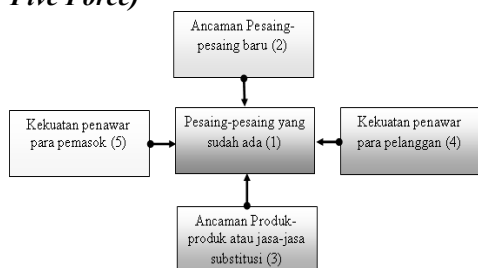 Five Force)
Ancaman Pesaing-
pesaing baru (2)
Kekuatan penawar
para pemasok (5)
Pesaing-pesaing yang
sudah ada (1)
Kekuatan penawar
para pelanggan (4)
Ancaman Produk-
produk atau jasa-jasa
substitusi (3)